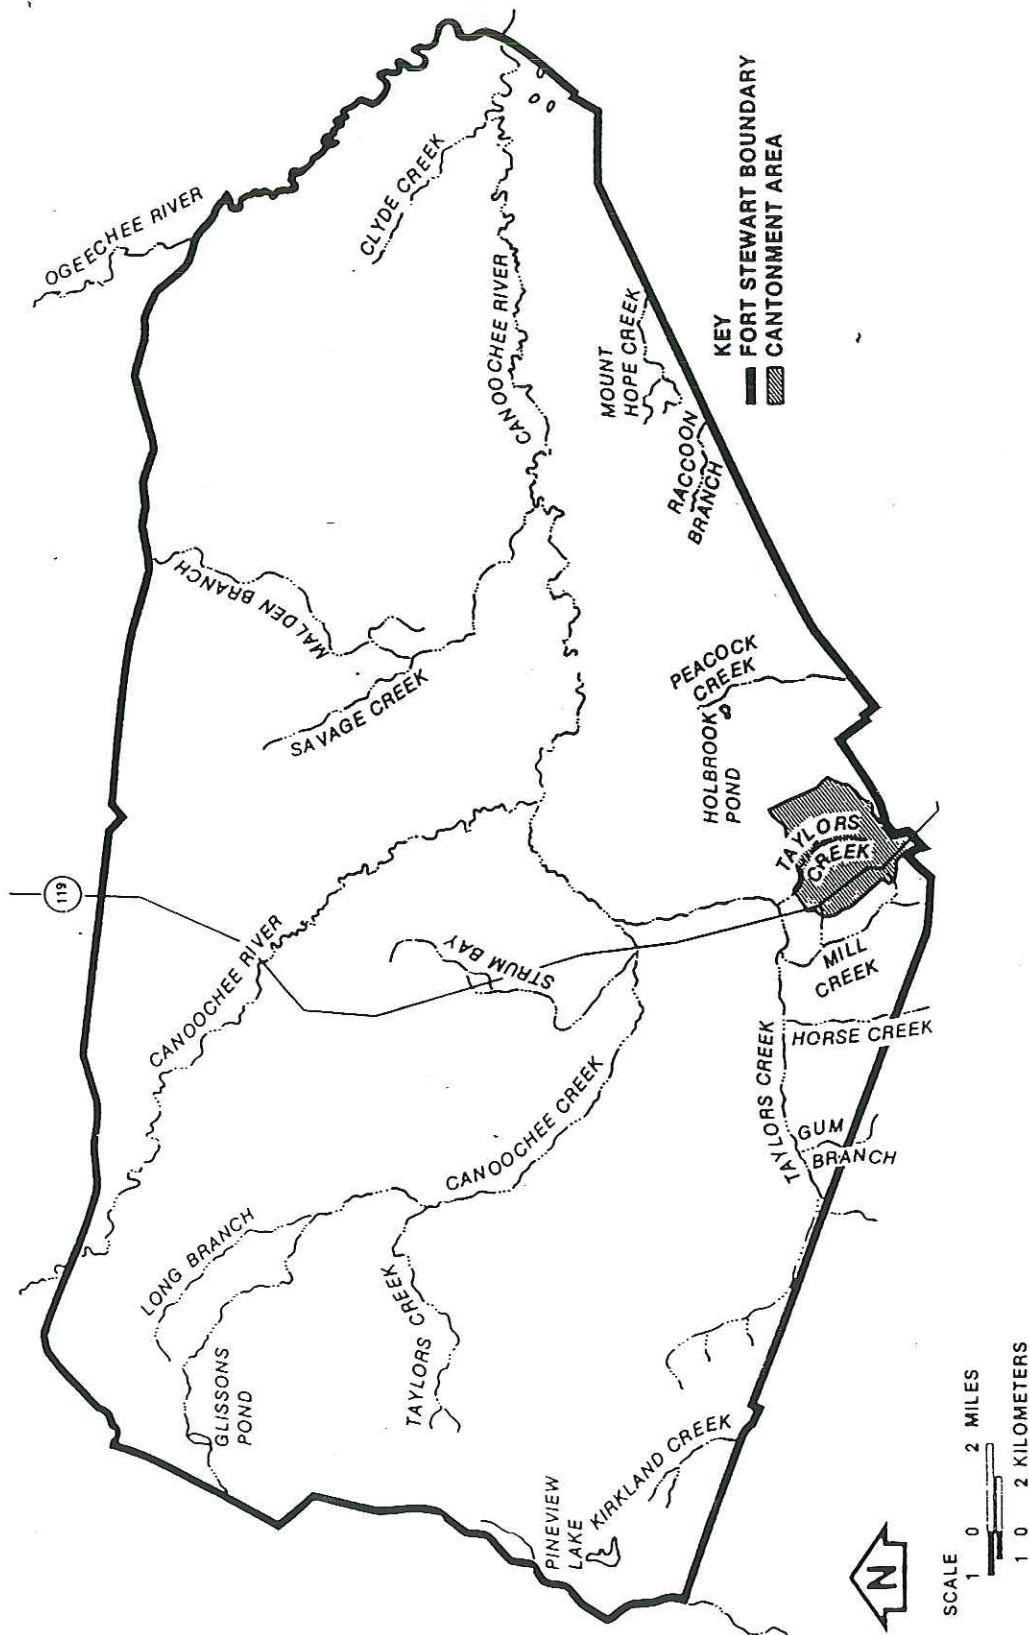 OGEECHEE RIVER
CLYDE CREEK
CANOOCHEE RIVER
MALDEN BRANCH
SAVAGE CREEK
119
CANOOCHEE RIVER
STRUM BAY
CANOOCHEE CREEK
LONG BRANCH
GLISSONS
POND
TAYLORS CREEK
PINEVIEW
LAKE
KIRKLAND CREEK
TAYLORS CREEK
GUM
BRANCH
HORSE CREEK
MILL
CREEK
TAYLORS
CREEK
HOLBROOK
POND
PEACOCK
CREEK
RACCOON
BRANCH
MOUNT
HOPE CREEK
KEY
FORT STEWART BOUNDARY
CANTONMENT AREA
N
SCALE
1 0 2 MILES
1 0 2 KILOMETERS